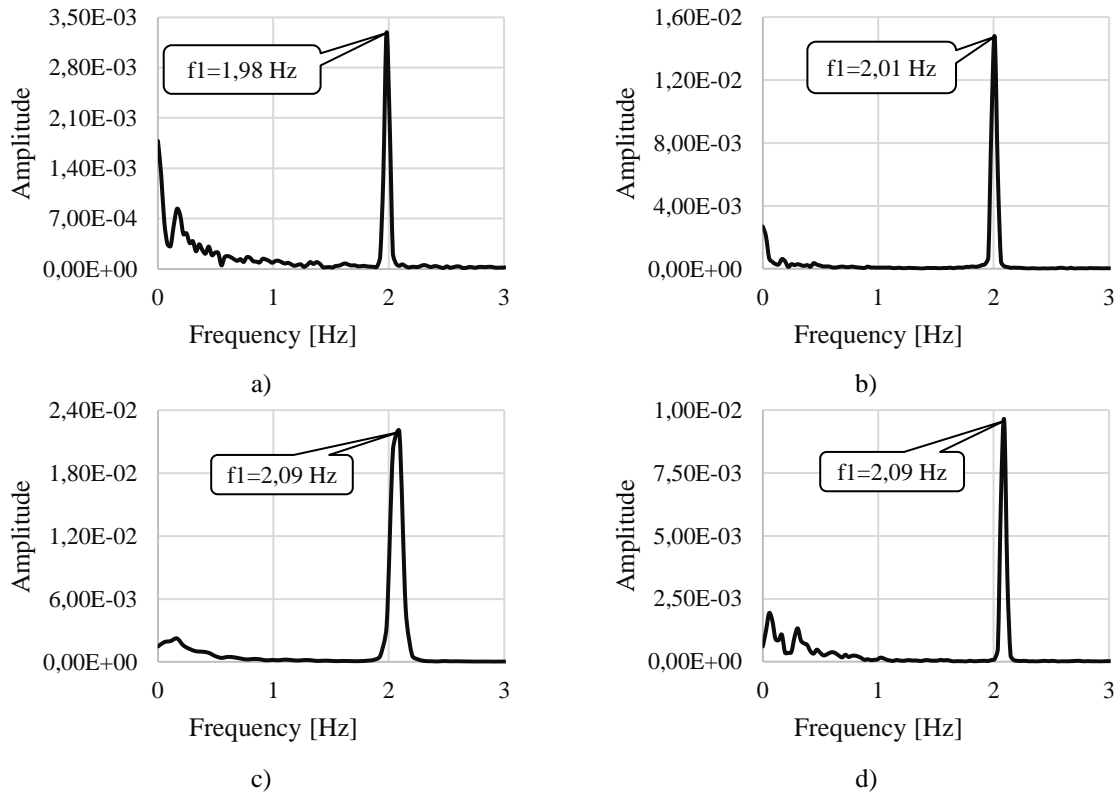 3,50E-03
2,80E-03
2,10E-03
1,40E-03
7,00E-04
0,00E+00
Amplitude
f1=1,98 Hz
0 1 2 3
Frequency [Hz]
a)
1,60E-02
1,20E-02
8,00E-03
4,00E-03
0,00E+00
Amplitude
f1=2,01 Hz
0 1 2 3
Frequency [Hz]
b)
2,40E-02
1,80E-02
1,20E-02
6,00E-03
0,00E+00
Amplitude
f1=2,09 Hz
0 1 2 3
Frequency [Hz]
c)
1,00E-02
7,50E-03
5,00E-03
2,50E-03
0,00E+00
Amplitude
f1=2,09 Hz
0 1 2 3
Frequency [Hz]
d)